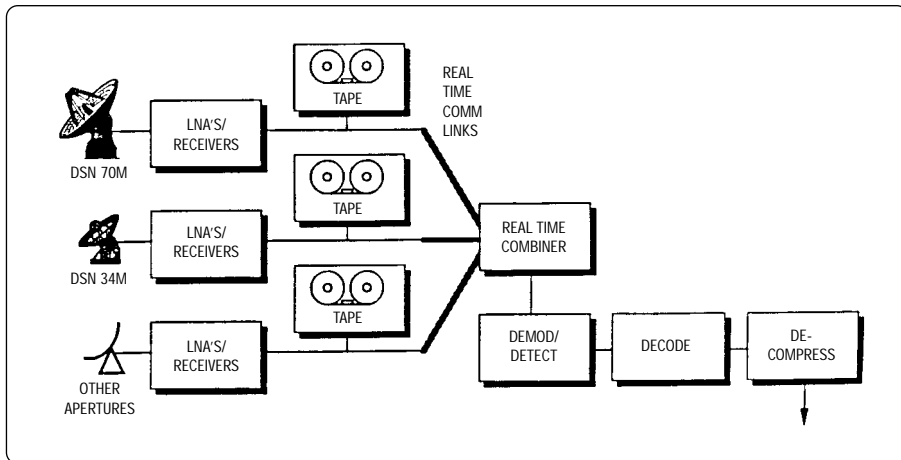 TAPE
REAL
TIME
COMM
LINKS
LNA'S/
RECEIVERS
DSN 70M
TAPE
LNA'S/
RECEIVERS
DSN 34M
REAL TIME
COMBINER
TAPE
LNA'S/
RECEIVERS
OTHER
APERTURES
DEMOD/
DETECT
DECODE
DE-
COMPRESS